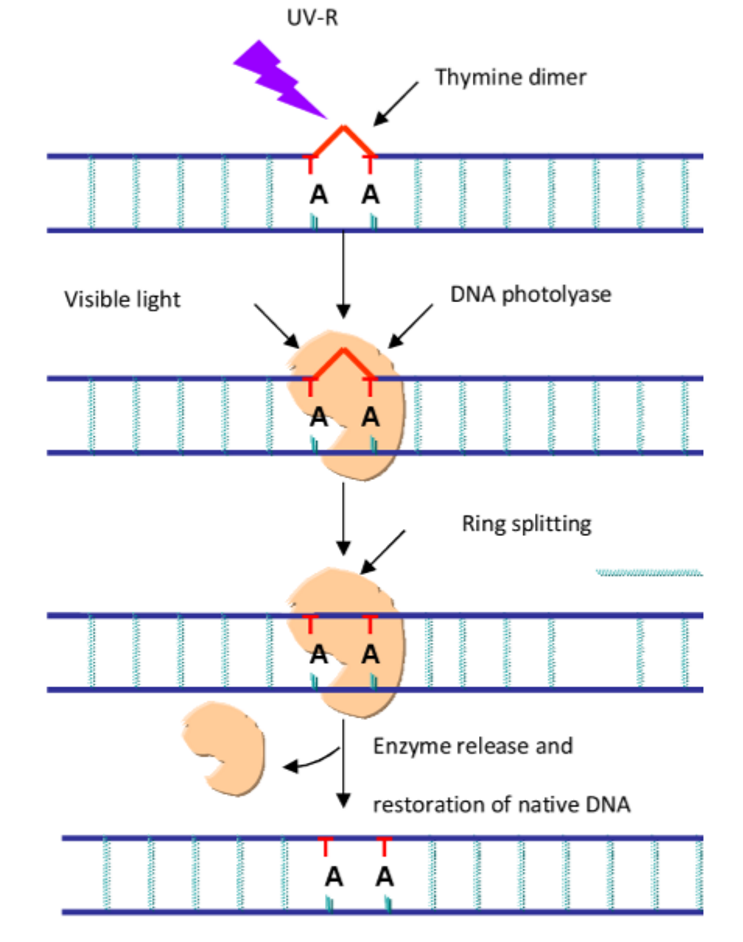 UV-R
Thymine dimer
T T
A A
Visible light
DNA photolyase
T T
A A
Ring splitting
T T
A A
Enzyme release and
restoration of native DNA
T T
A A